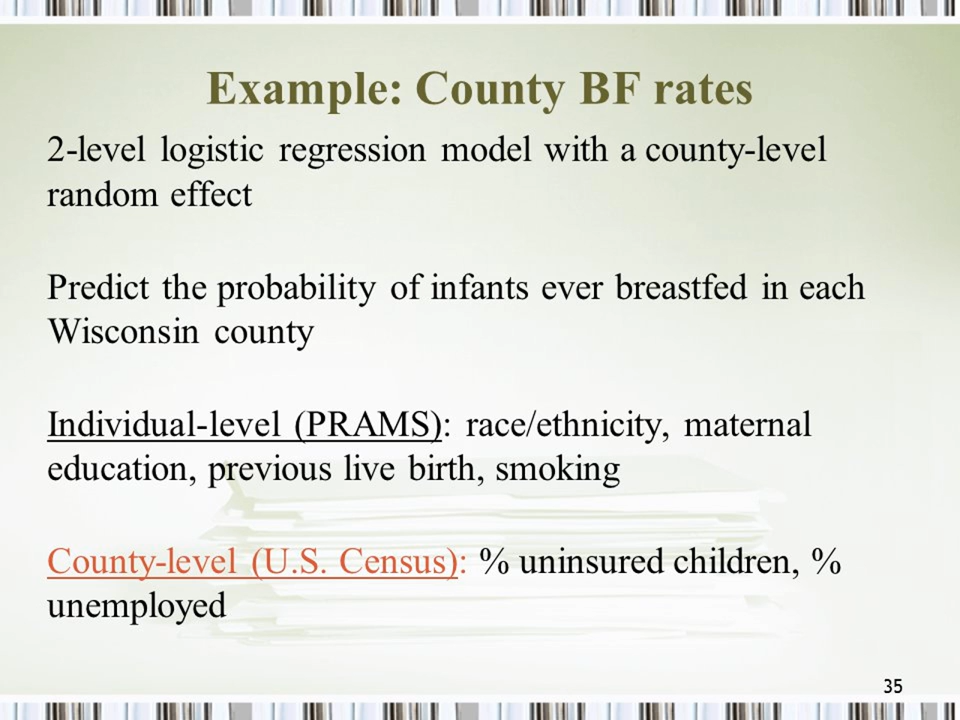 Example: County BF rates
2-level logistic regression model with a county-level
random effect
Predict the probability of infants ever breastfed in each
Wisconsin county
Individual-level (PRAMS): race/ethnicity, maternal
education, previous live birth, smoking
County-level (U.S. Census): % uninsured children, %
unemployed
35